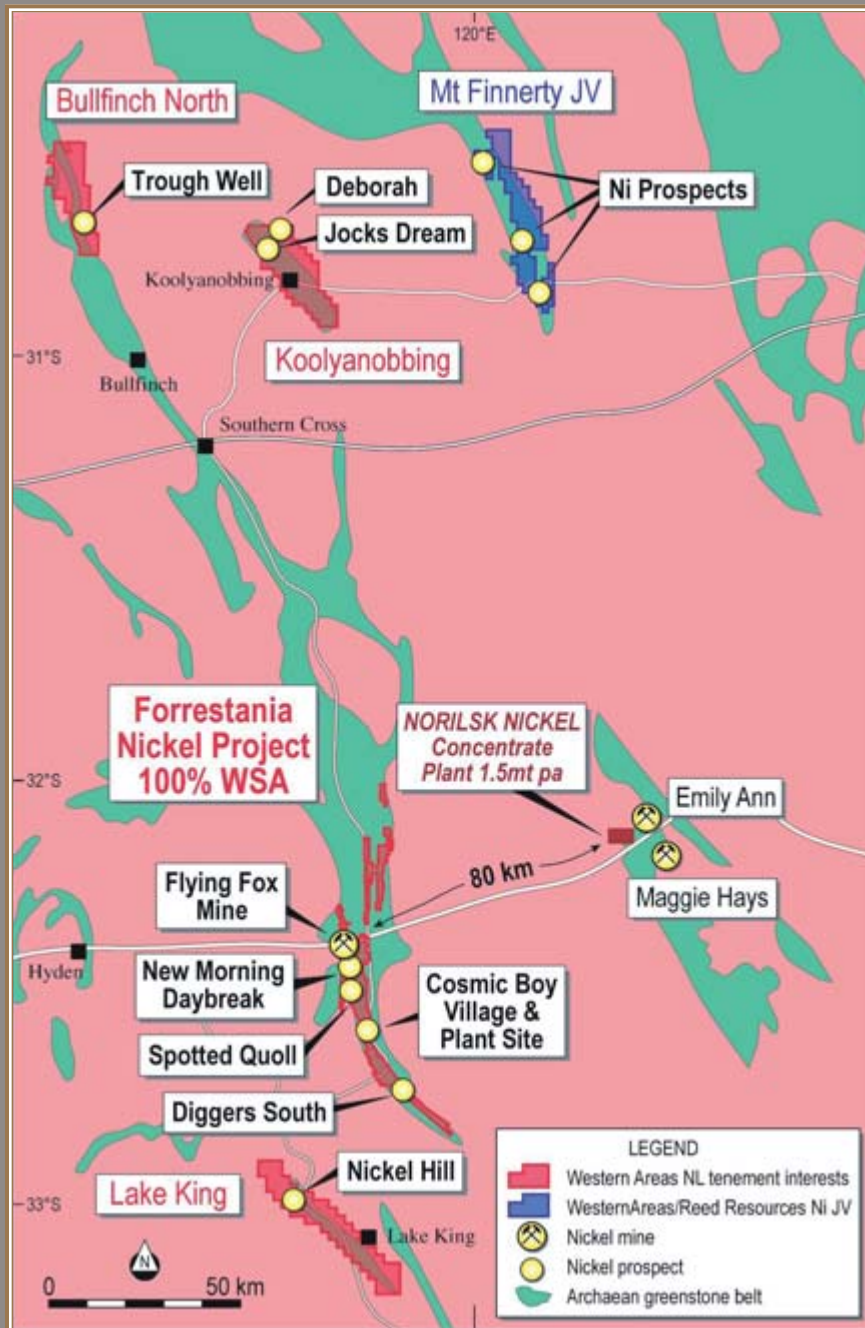 120°E
Bullfinch North
Mt Finnerty JV
Trough Well
Deborah
Ni Prospects
Jocks Dream
Koolyanobbing
31°S
Koolyanobbing
Bullfinch
Southern Cross
Forrestania
Nickel Project
100% WSA
NORILSK NICKEL
Concentrate
Plant 1.5mt pa
32°S
Emily Ann
80 km
Maggie Hays
Flying Fox
Mine
Hyden
New Morning
Daybreak
Cosmic Boy
Village &
Plant Site
Spotted Quoll
Diggers South
Nickel Hill
Lake King
33°S
Lake King
N
0 50 km
LEGEND
Western Areas NL tenement interests
WesternAreas/Reed Resources Ni JV
Nickel mine
Nickel prospect
Archaean greenstone belt